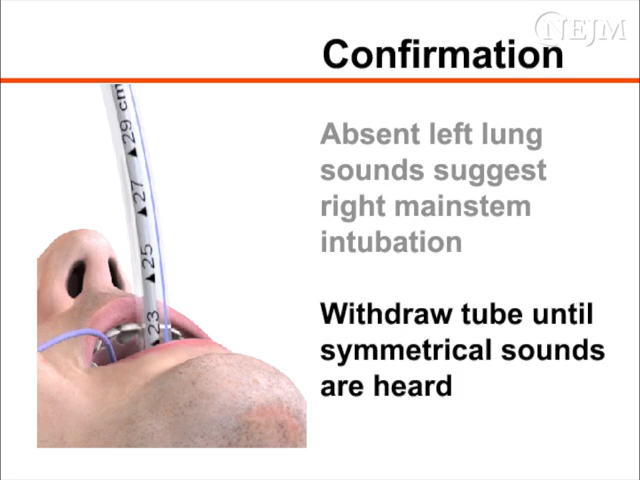 NEJM
Confirmation
Absent left lung
sounds suggest
right mainstem
intubation
Withdraw tube until
symmetrical sounds
are heard
29 cm
27
25
23